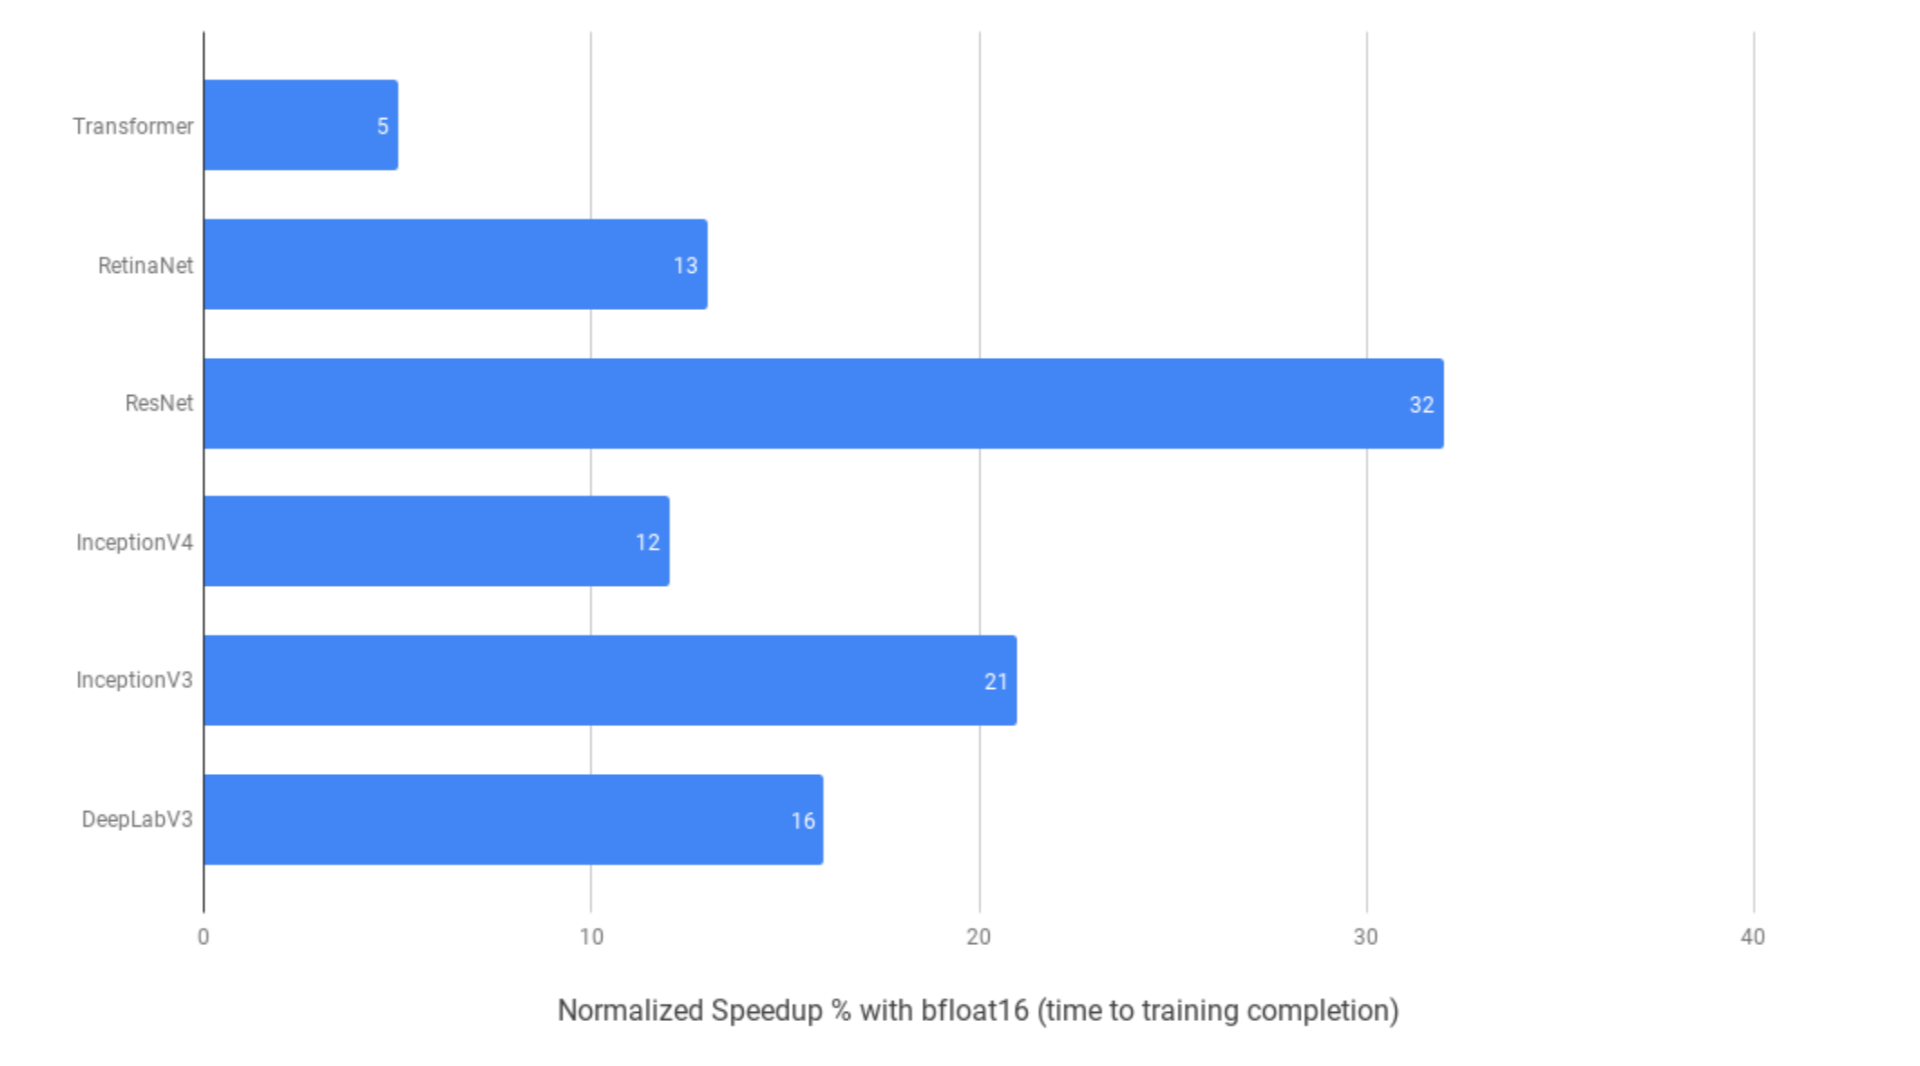 Transformer 5
RetinaNet 13
ResNet 32
InceptionV4 12
InceptionV3 21
DeepLabV3 16
0 10 20 30 40
Normalized Speedup % with bfloat16 (time to training completion)